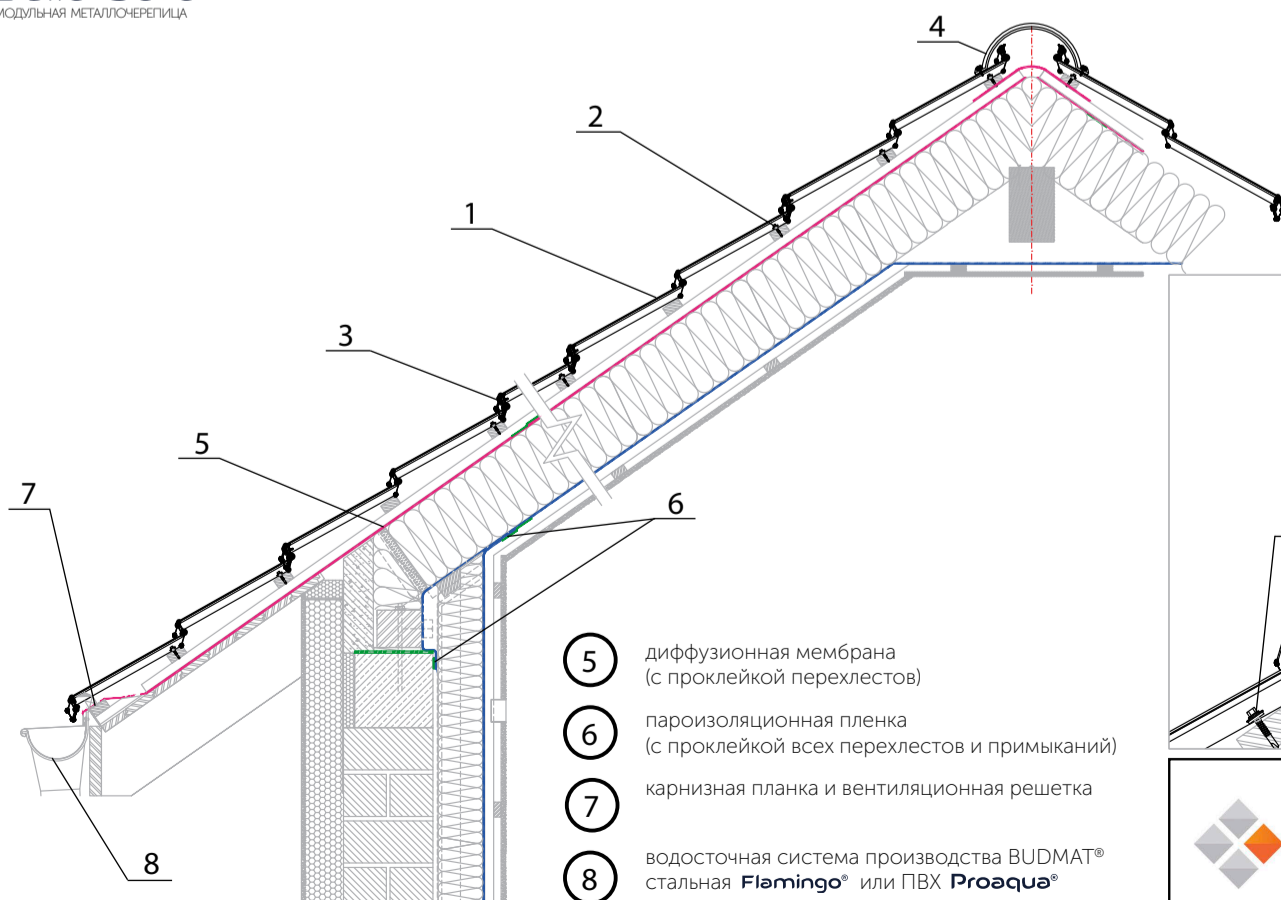 МОДУЛЬНАЯ МЕТАЛЛОЧЕРЕПИЦА
4
2
1
3
5
7
6
8
5 диффузионная мембрана
(с проклейкой перехлестов)
6 пароизоляционная пленка
(с проклейкой всех перехлестов и примыканий)
7 карнизная планка и вентиляционная решетка
8 водосточная система производства BUDMAT®
стальная Flamingo® или ПВХ Proaqua®